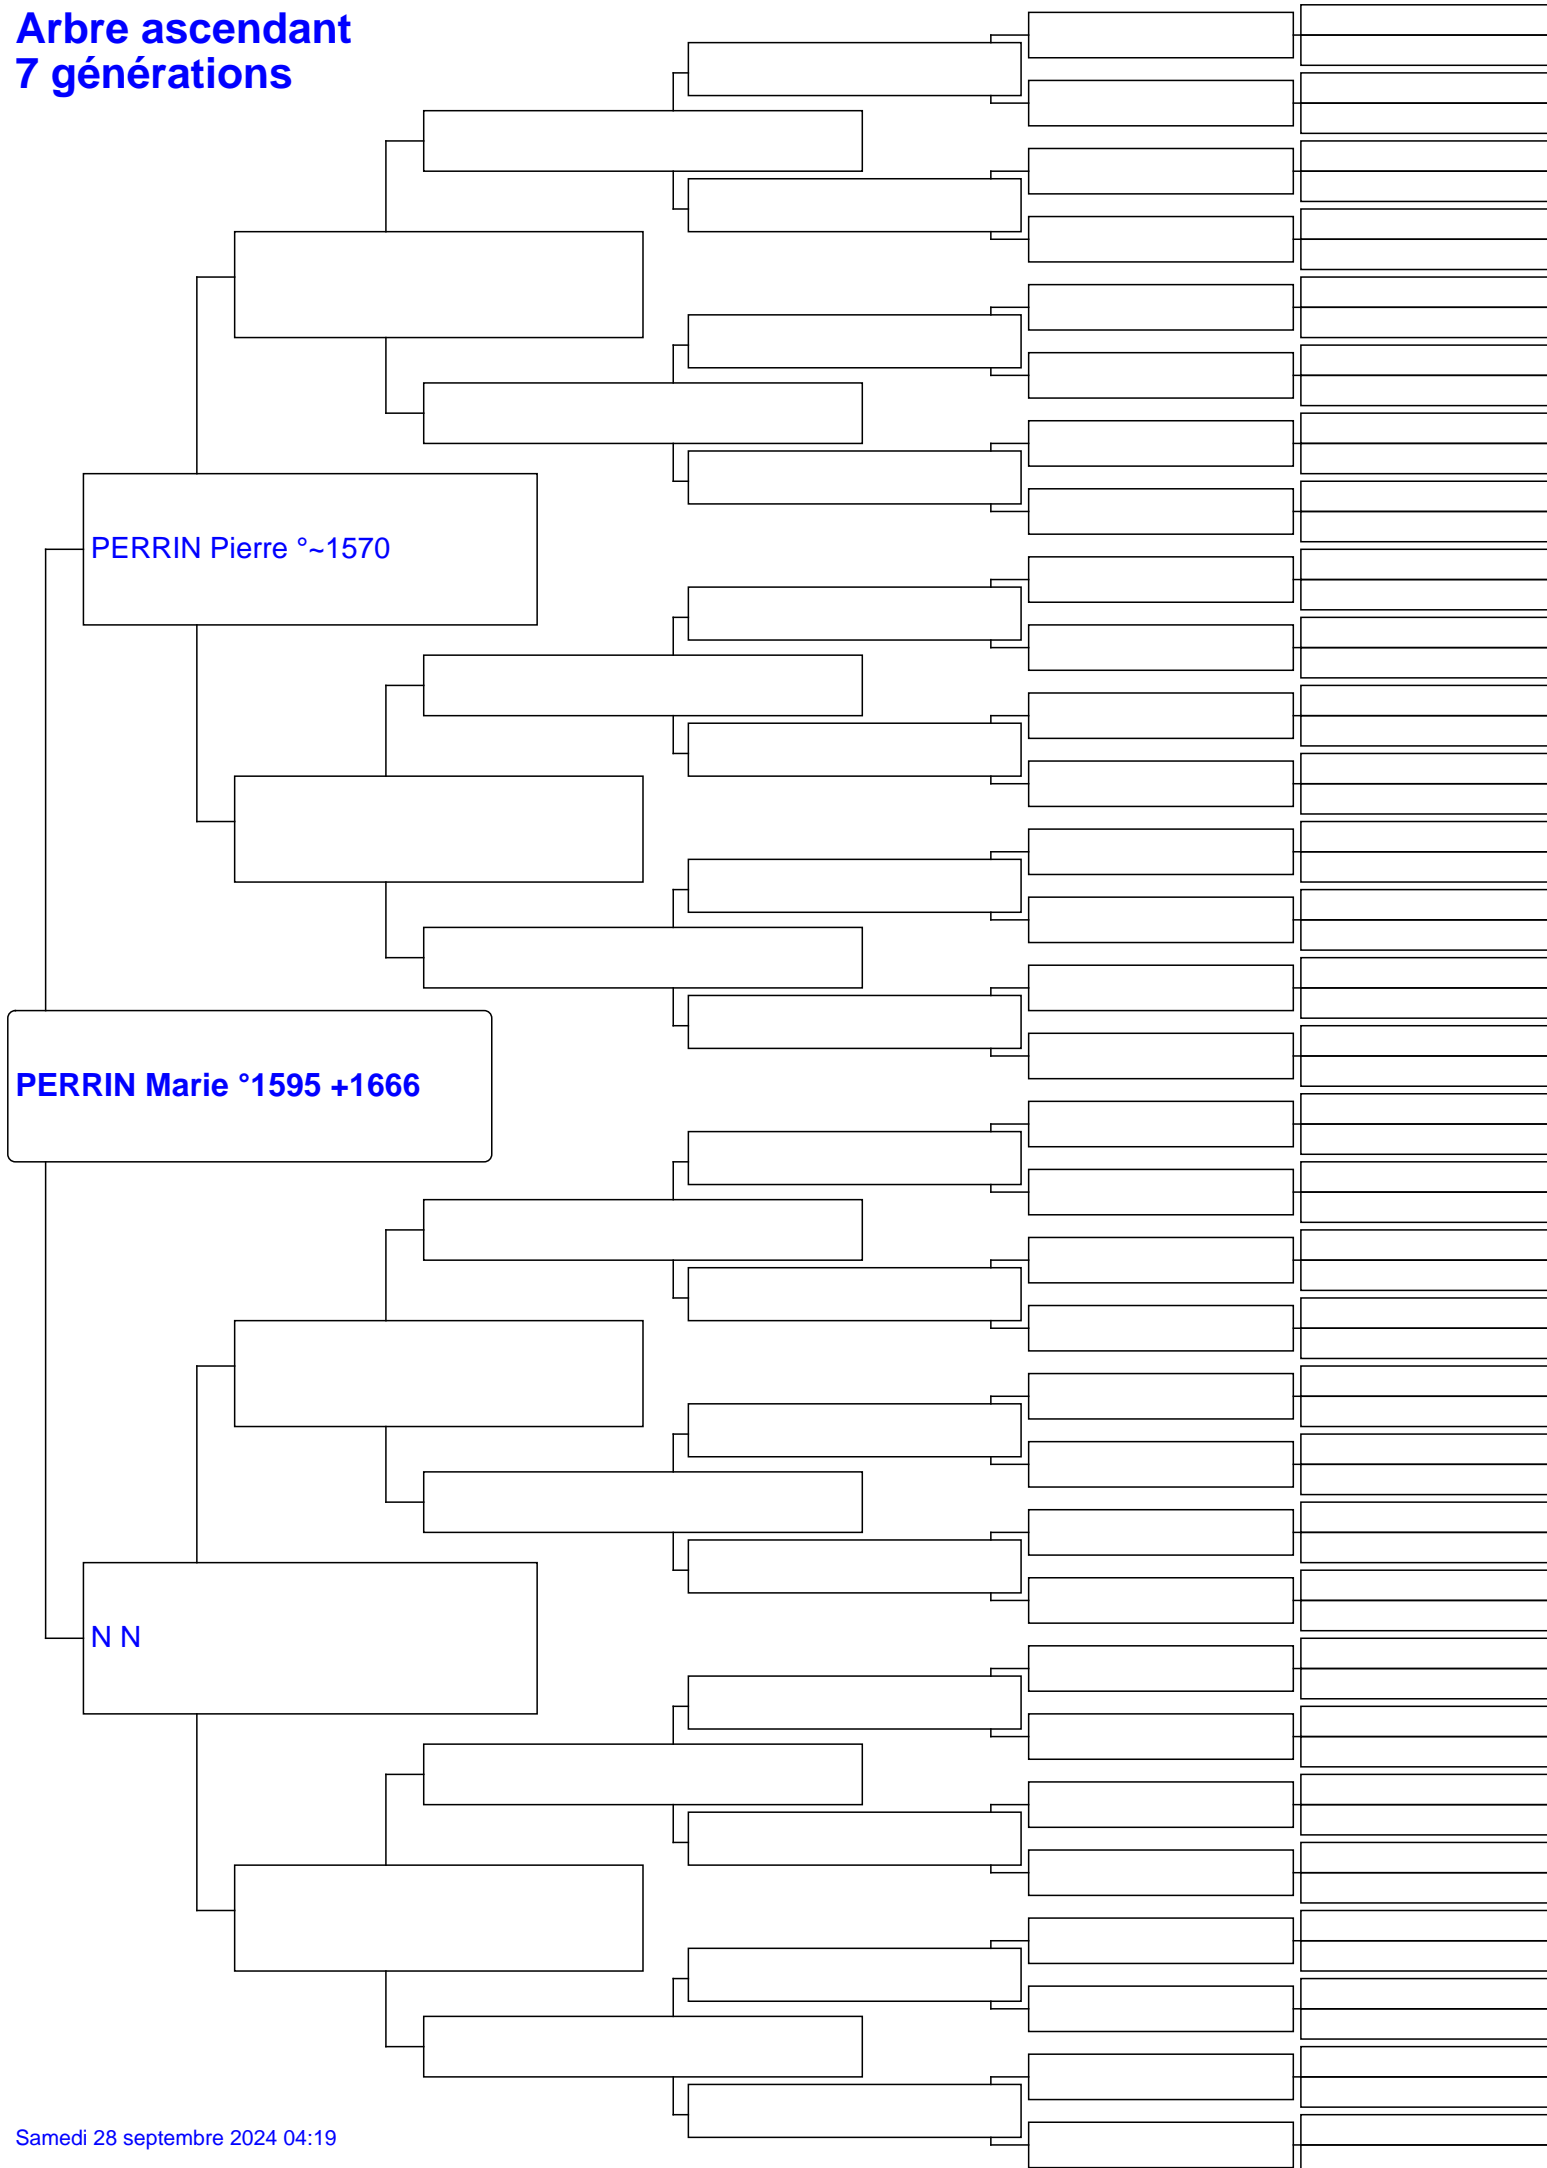 Arbre ascendant
7 générations
PERRIN Pierre °~1570
PERRIN Marie °1595 +1666
N N
Samedi 28 septembre 2024 04:19